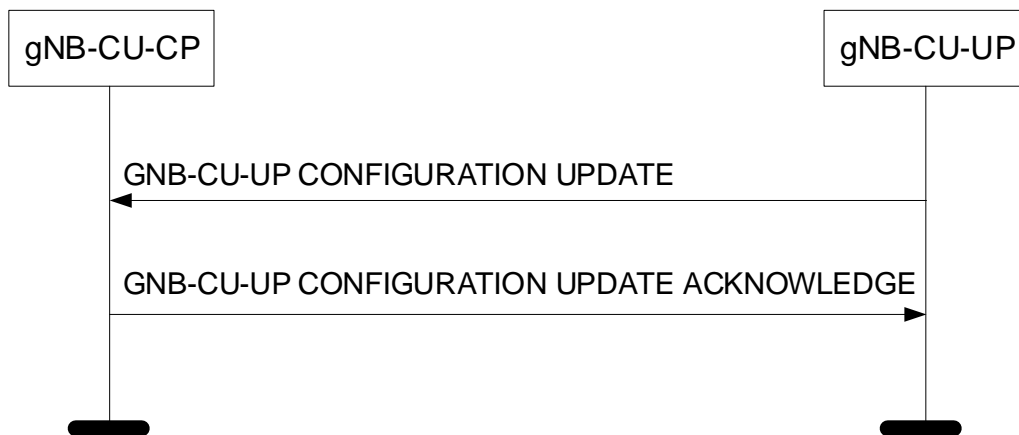 gNB-CU-CP
gNB-CU-UP
GNB-CU-UP CONFIGURATION UPDATE
GNB-CU-UP CONFIGURATION UPDATE ACKNOWLEDGE